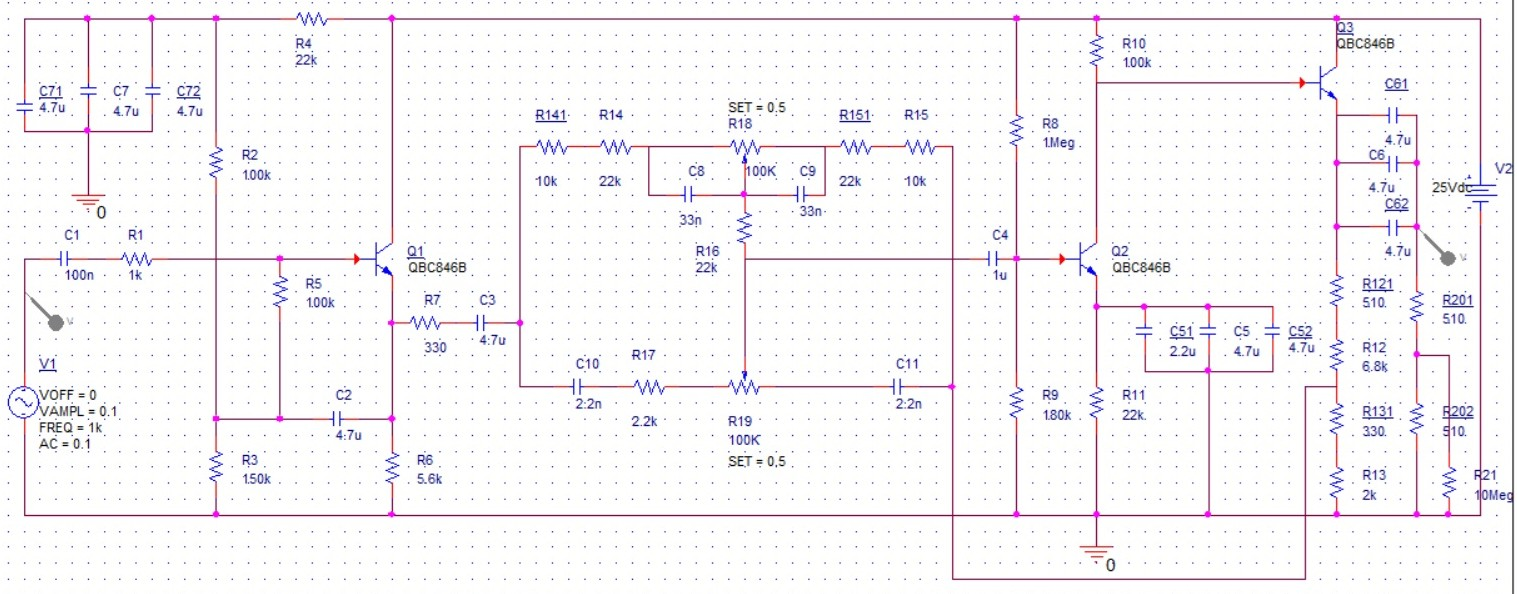 C71
4.7u
C7
4.7u
C72
4.7u
0
R4
22k
R2
100k
C1
100n
R1
1k
V
V1
VOFF = 0
VAMPL = 0.1
FREQ = 1k
AC = 0.1
R5
100k
Q1
QBC846B
R7
330
C3
4.7u
C2
4.7u
R3
150k
R6
5.6k
R141
10k
R14
22k
SET = 0.5
R18
100K
R151
22k
R15
10k
C8
33n
C9
33n
R16
22k
C10
2.2n
R17
2.2k
R19
100K
SET = 0.5
C11
2.2n
C4
1u
R8
1Meg
R9
180k
R10
100k
Q2
QBC846B
C51
2.2u
C5
4.7u
C52
4.7u
R11
22k.
0
Q3
QBC846B
C61
4.7u
C6
4.7u
C62
4.7u
V
25Vdc
V2
R121
510.
R12
6.8k
R131
330.
R13
2k
R201
510.
R202
510.
R21
10Meg